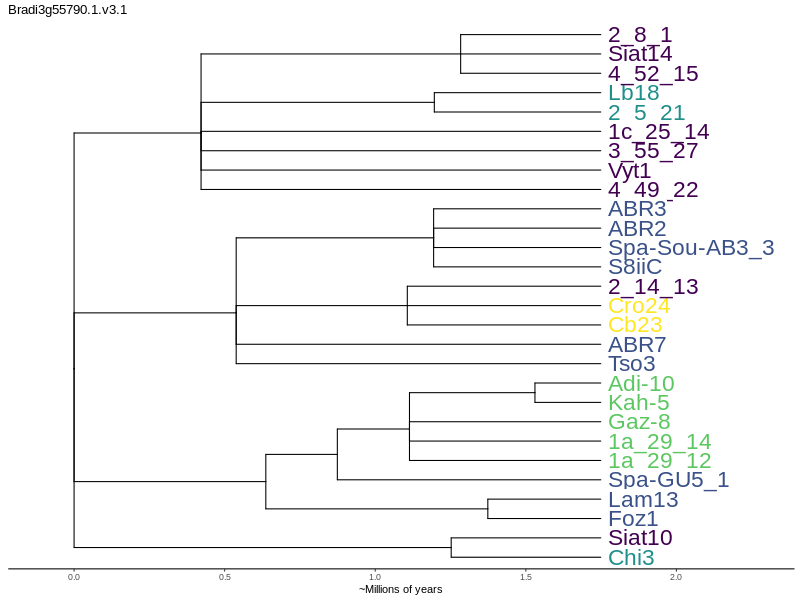 Bradi3g55790.1.v3.1
2_8_1
Siat14
4_52_15
Lb18
2_5_21
1c_25_14
3_55_27
Vyt1
4_49_22
ABR3
ABR2
Spa-Sou-AB3_3
S8iiC
2_14_13
Cro24
Cb23
ABR7
Tso3
Adi-10
Kah-5
Gaz-8
1a_29_14
1a_29_12
Spa-GU5_1
Lam13
Foz1
Siat10
Chi3
0.0 0.5 1.0 1.5 2.0
~Millions of years